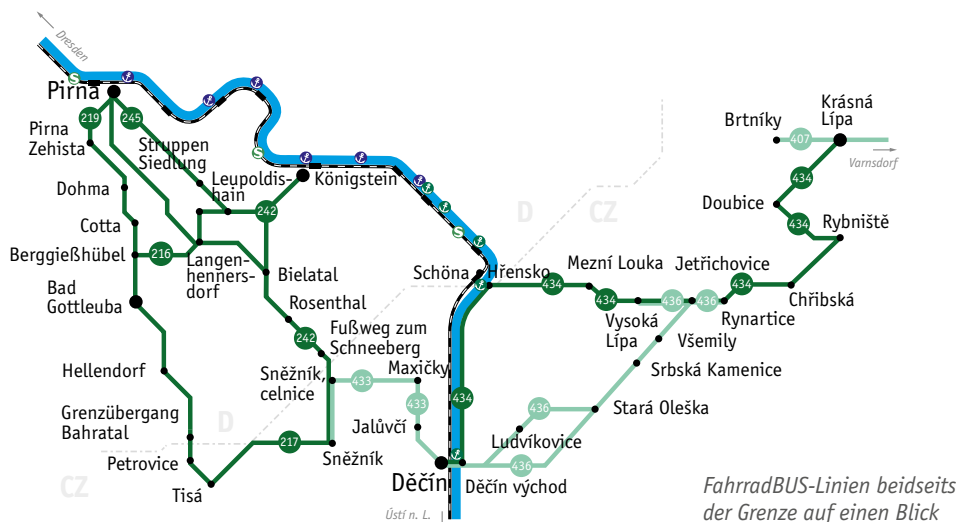 Dresden
Pirna
219
245
Pirna
Zehista
Struppen
Siedlung
Leupoldis-
hain
Königstein
Dohma
242
Cotta
Berggießhübel
216
Langen-
henners-
dorf
Bielatal
Bad
Gottleuba
Rosenthal
242
Fußweg zum
Schneeberg
Hellendorf
Sněžník,
celnice
433
Maxičky
433
Jalůvčí
Grenzübergang
Bahratal
D
CZ
217
Sněžník
Petrovice
Tisá
Děčín
Děčín východ
Ústí n. L.
D
CZ
Schöna
Hřensko
434
Mezní Louka
434
Vysoká
Lípa
436
436
Jetřichovice
434
Rynartice
Chřibská
Všemily
Srbská Kamenice
Stará Oleška
436
Ludvíkovice
436
434
Brtníky
407
Krásná
Lípa
Varnsdorf
434
Doubice
434
Rybniště
S
S
S
FahrradBUS-Linien beidseits
der Grenze auf einen Blick